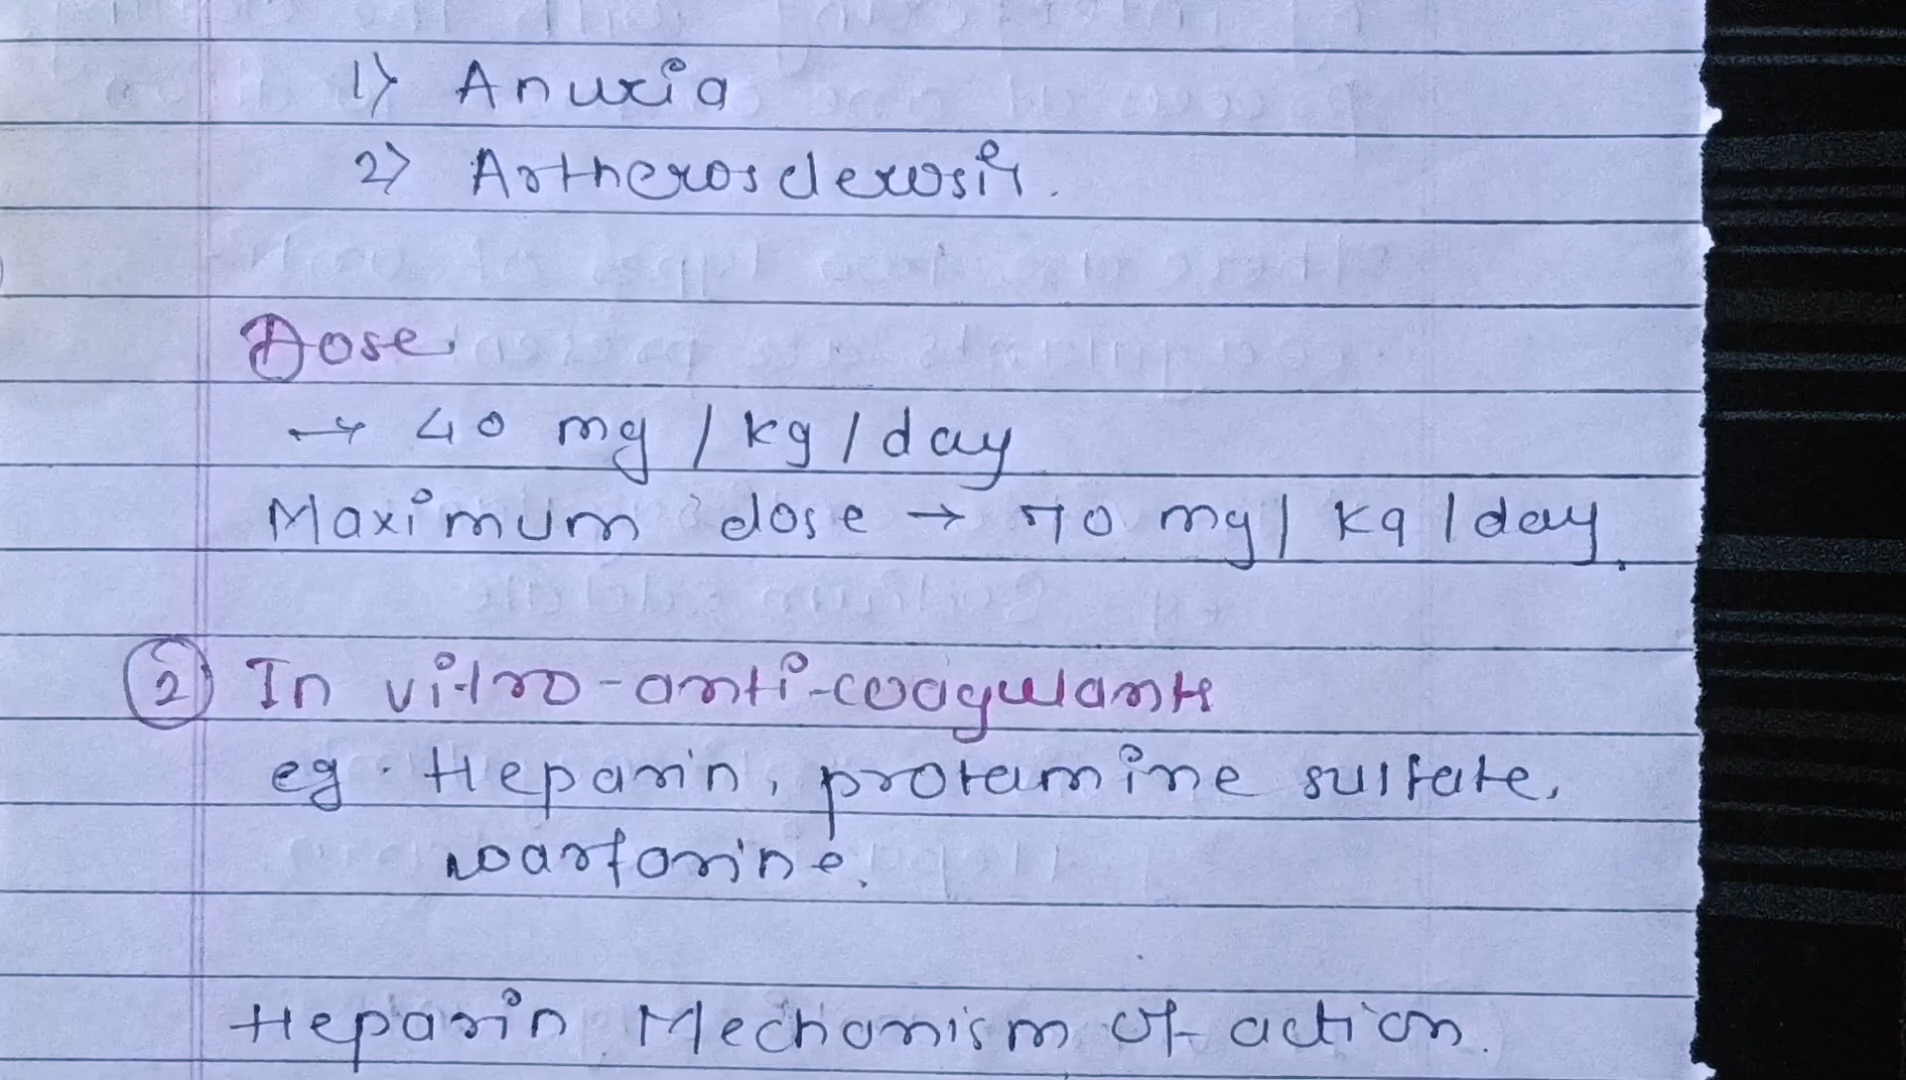 1) Anuria
2) Artherosclerosis.
Dose
→ 40 mg / kg / day
Maximum dose → 70 mg / kg / day.
② In vitro-anti-coagulants
eg. Heparin, protamine sulfate,
warfarine.
Heparin Mechanism of action.